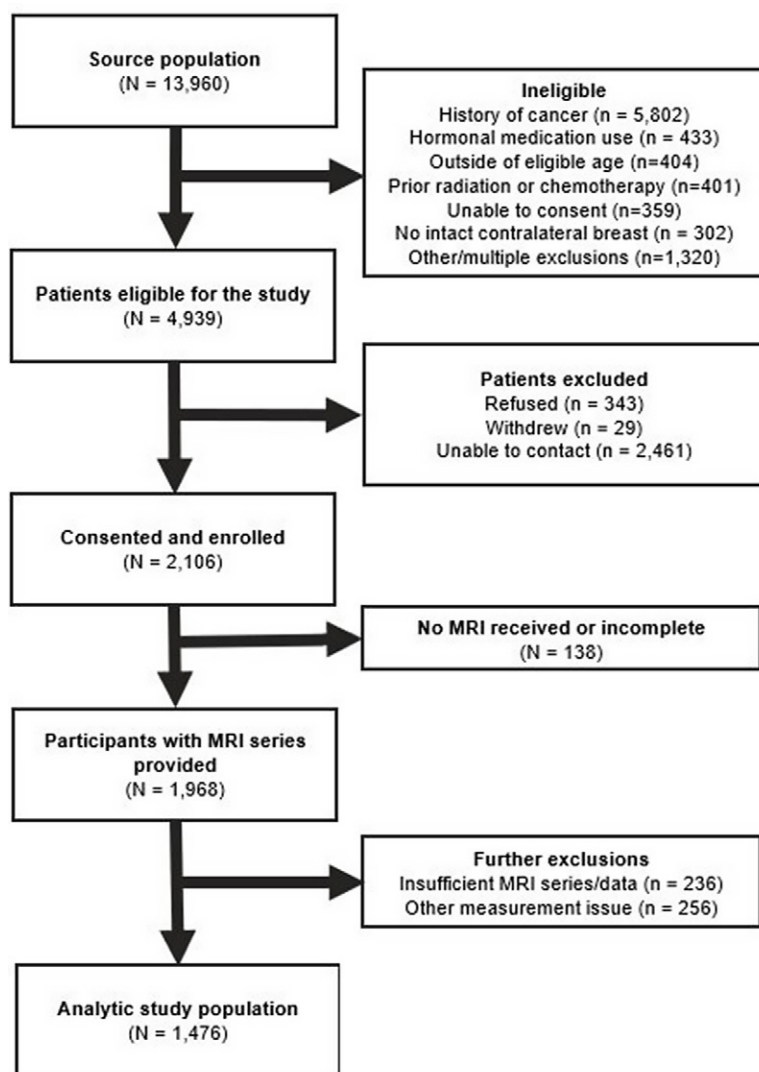 Source population
(N = 13,960)
Ineligible
History of cancer (n = 5,802)
Hormonal medication use (n = 433)
Outside of eligible age (n=404)
Prior radiation or chemotherapy (n=401)
Unable to consent (n=359)
No intact contralateral breast (n = 302)
Other/multiple exclusions (n=1,320)
Patients eligible for the study
(N = 4,939)
Patients excluded
Refused (n = 343)
Withdrew (n = 29)
Unable to contact (n = 2,461)
Consented and enrolled
(N = 2,106)
No MRI received or incomplete
(N = 138)
Participants with MRI series
provided
(N = 1,968)
Further exclusions
Insufficient MRI series/data (n = 236)
Other measurement issue (n = 256)
Analytic study population
(N = 1,476)